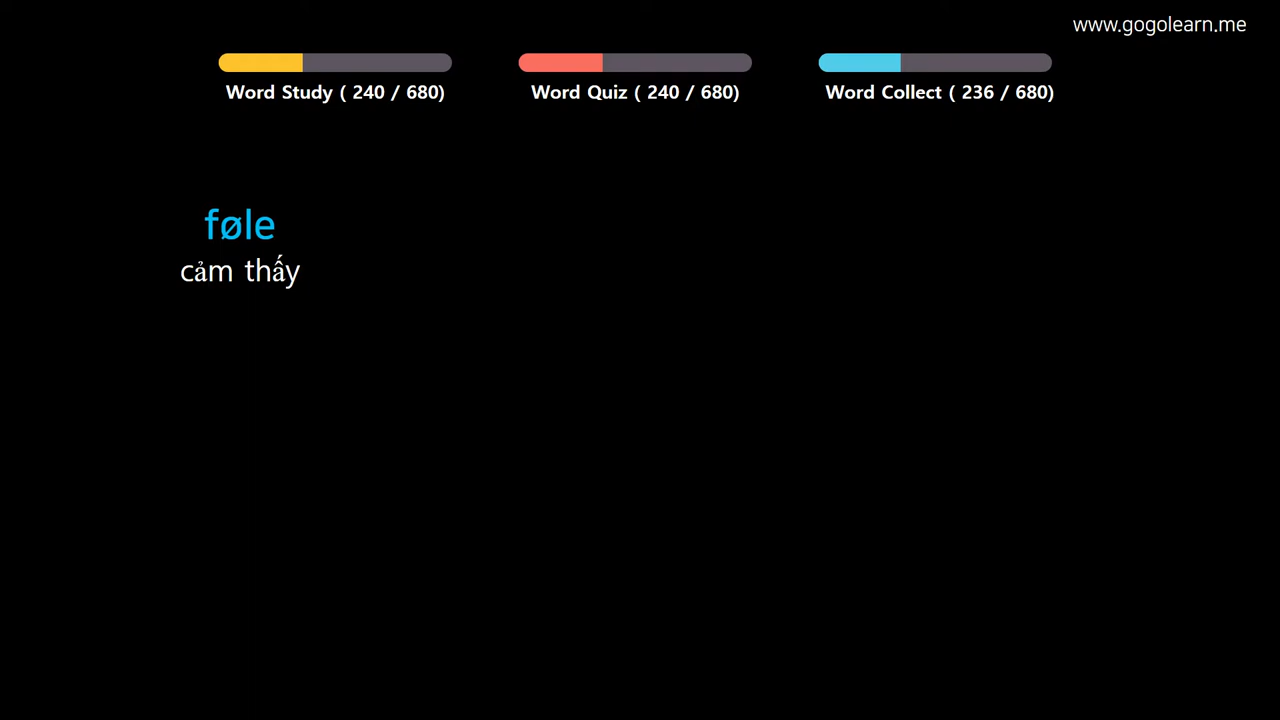 www.gogolearn.me
Word Study ( 240 / 680)
Word Quiz ( 240 / 680)
Word Collect ( 236 / 680)
føle
cảm thấy